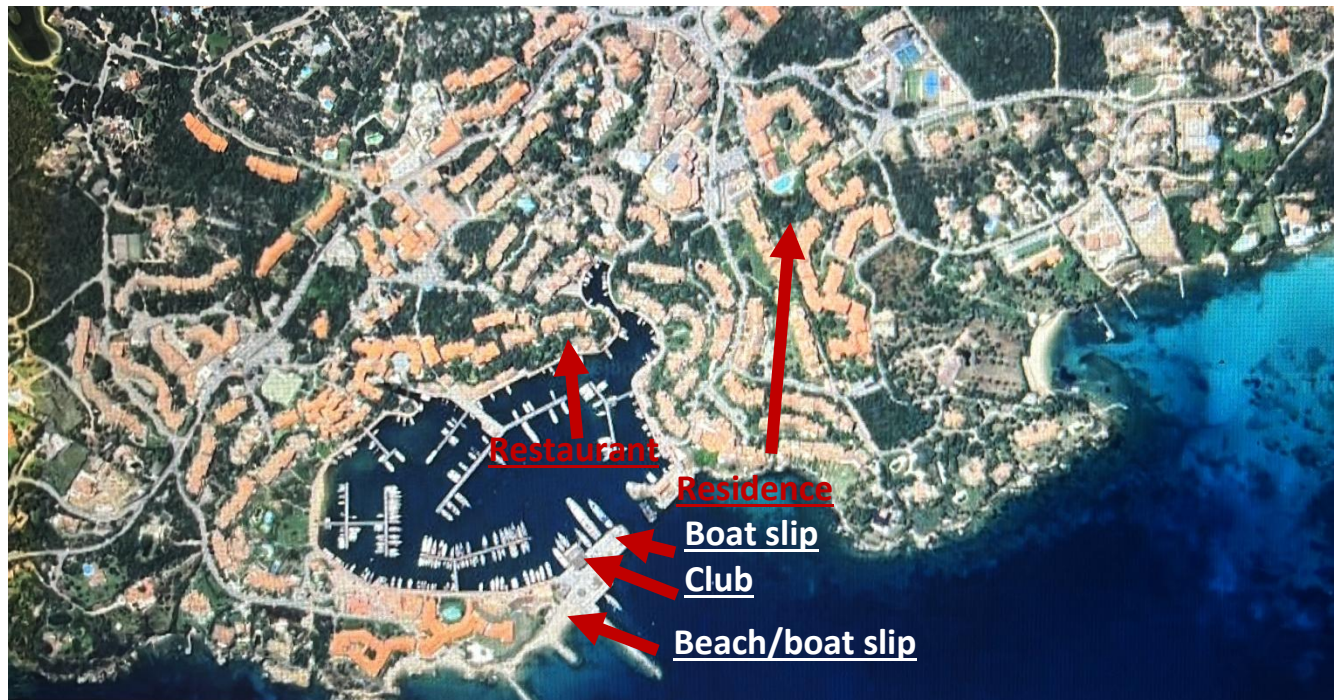 Restaurant
Residence
Boat slip
Club
Beach/boat slip